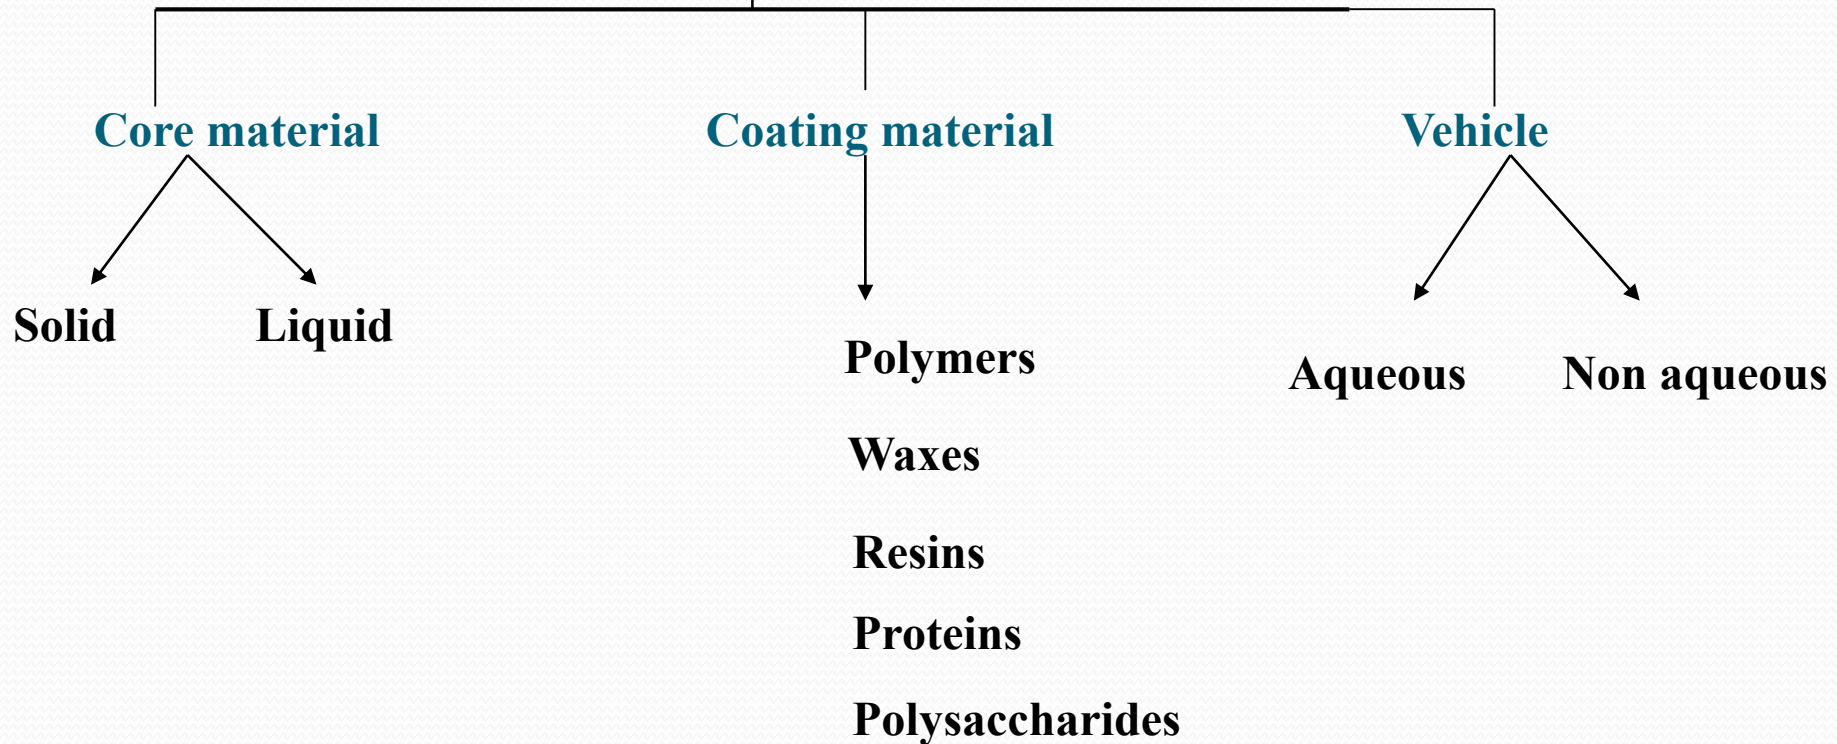 Core material
Coating material
Vehicle
Solid
Liquid
Polymers
Waxes
Resins
Proteins
Polysaccharides
Aqueous
Non aqueous